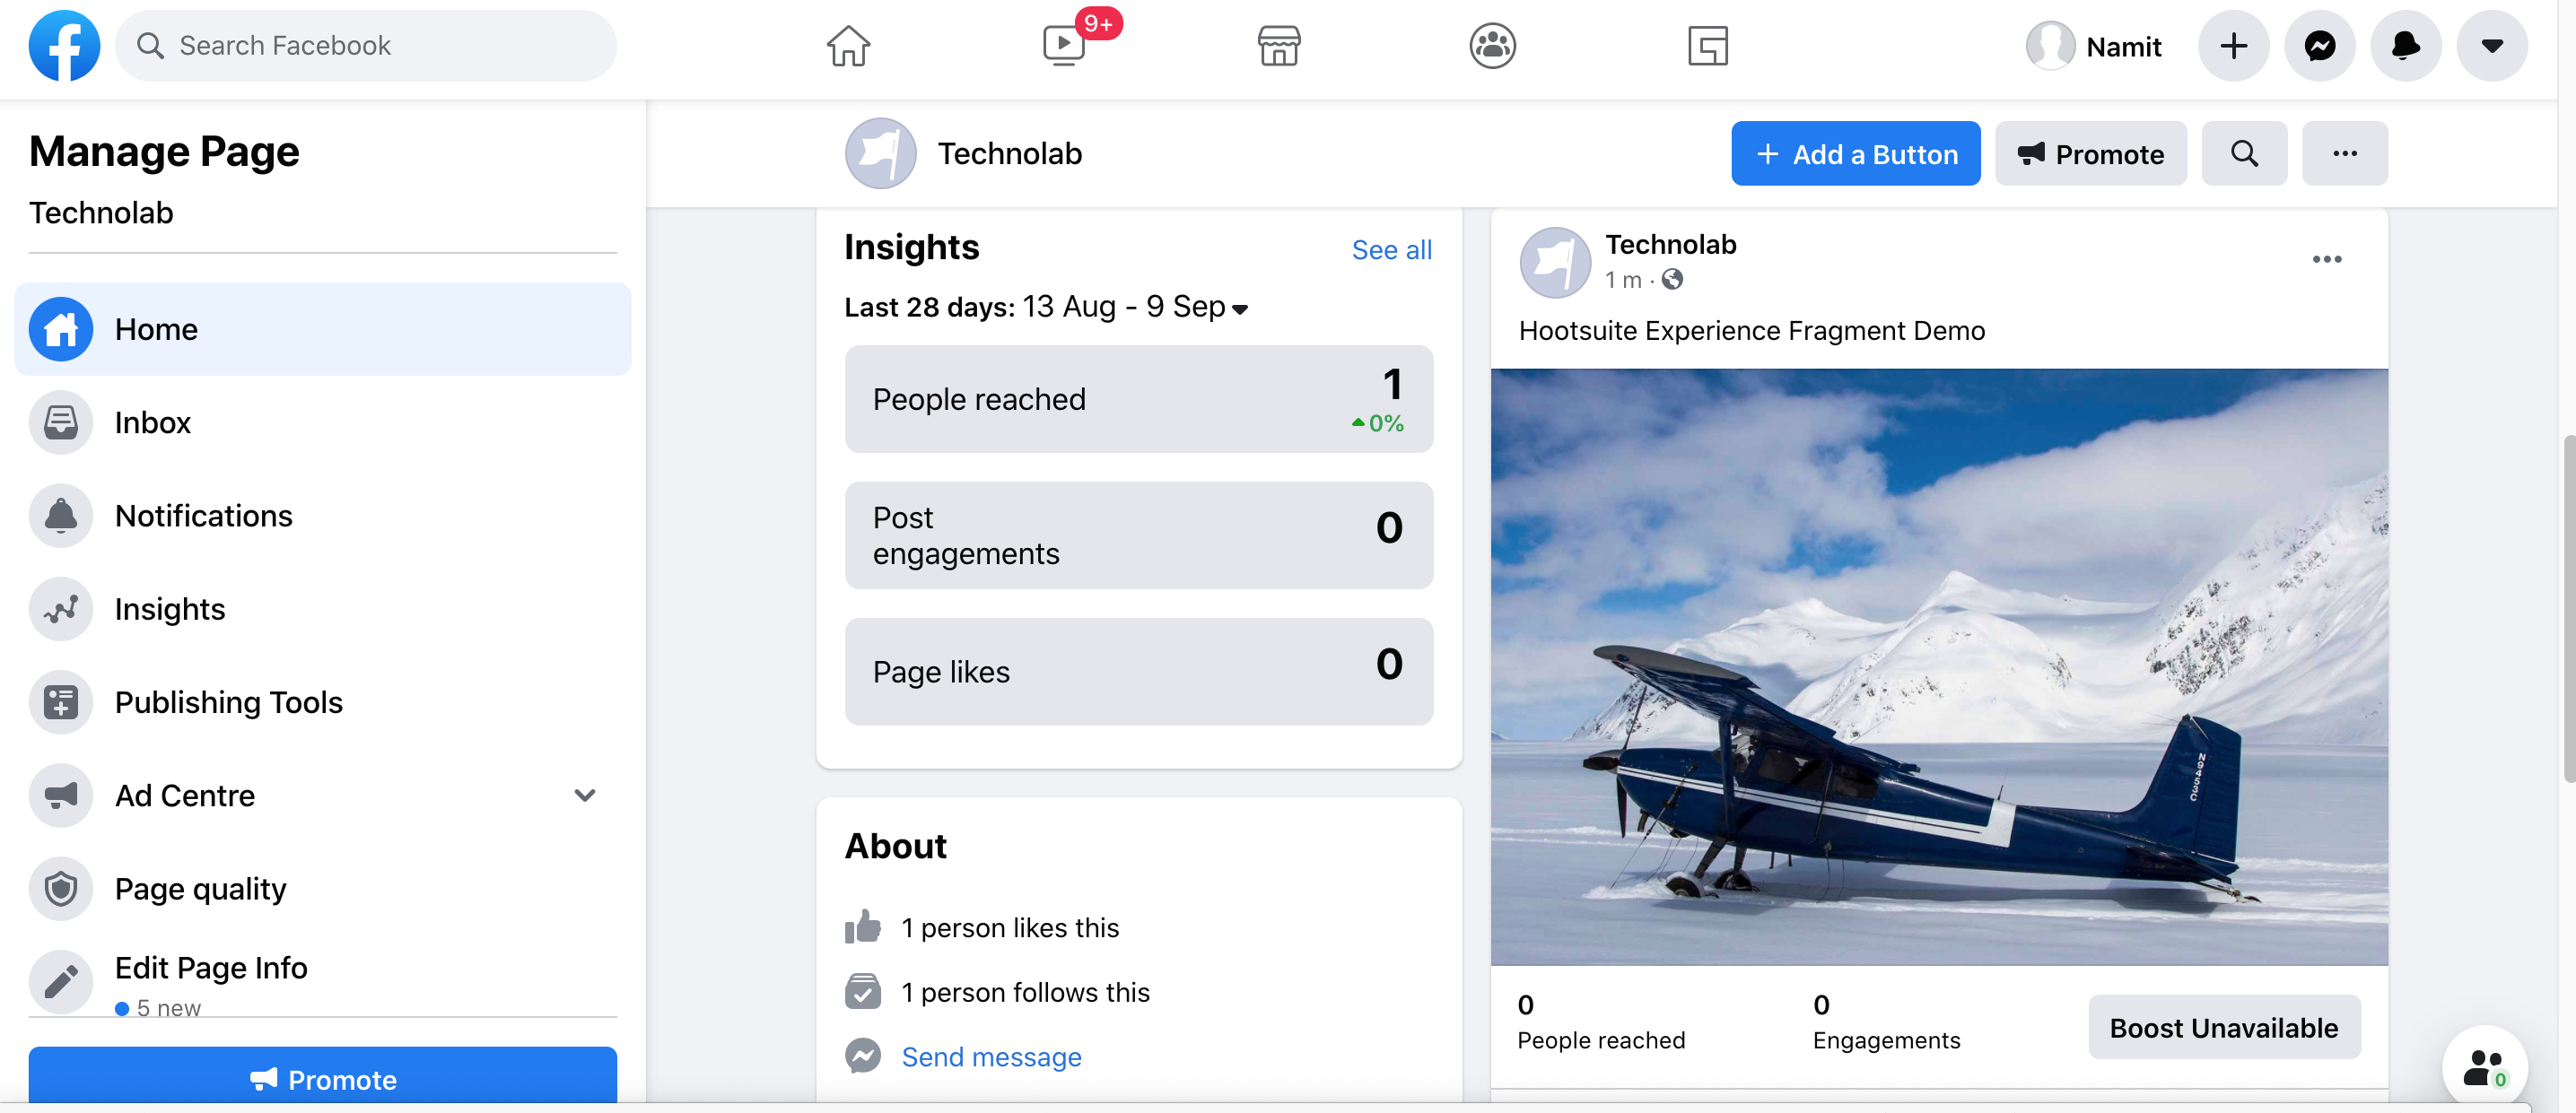 Search Facebook
9+
Namit
Manage Page
Technolab
Home
Inbox
Notifications
Insights
Publishing Tools
Ad Centre
Page quality
Edit Page Info
5 new
Promote
Technolab
+ Add a Button
Promote
Insights
See all
Last 28 days: 13 Aug - 9 Sep
People reached
1
0%
Post
engagements
0
Page likes
0
About
1 person likes this
1 person follows this
Send message
Technolab
1 m ·
Hootsuite Experience Fragment Demo
N9453C
0
People reached
0
Engagements
Boost Unavailable
0